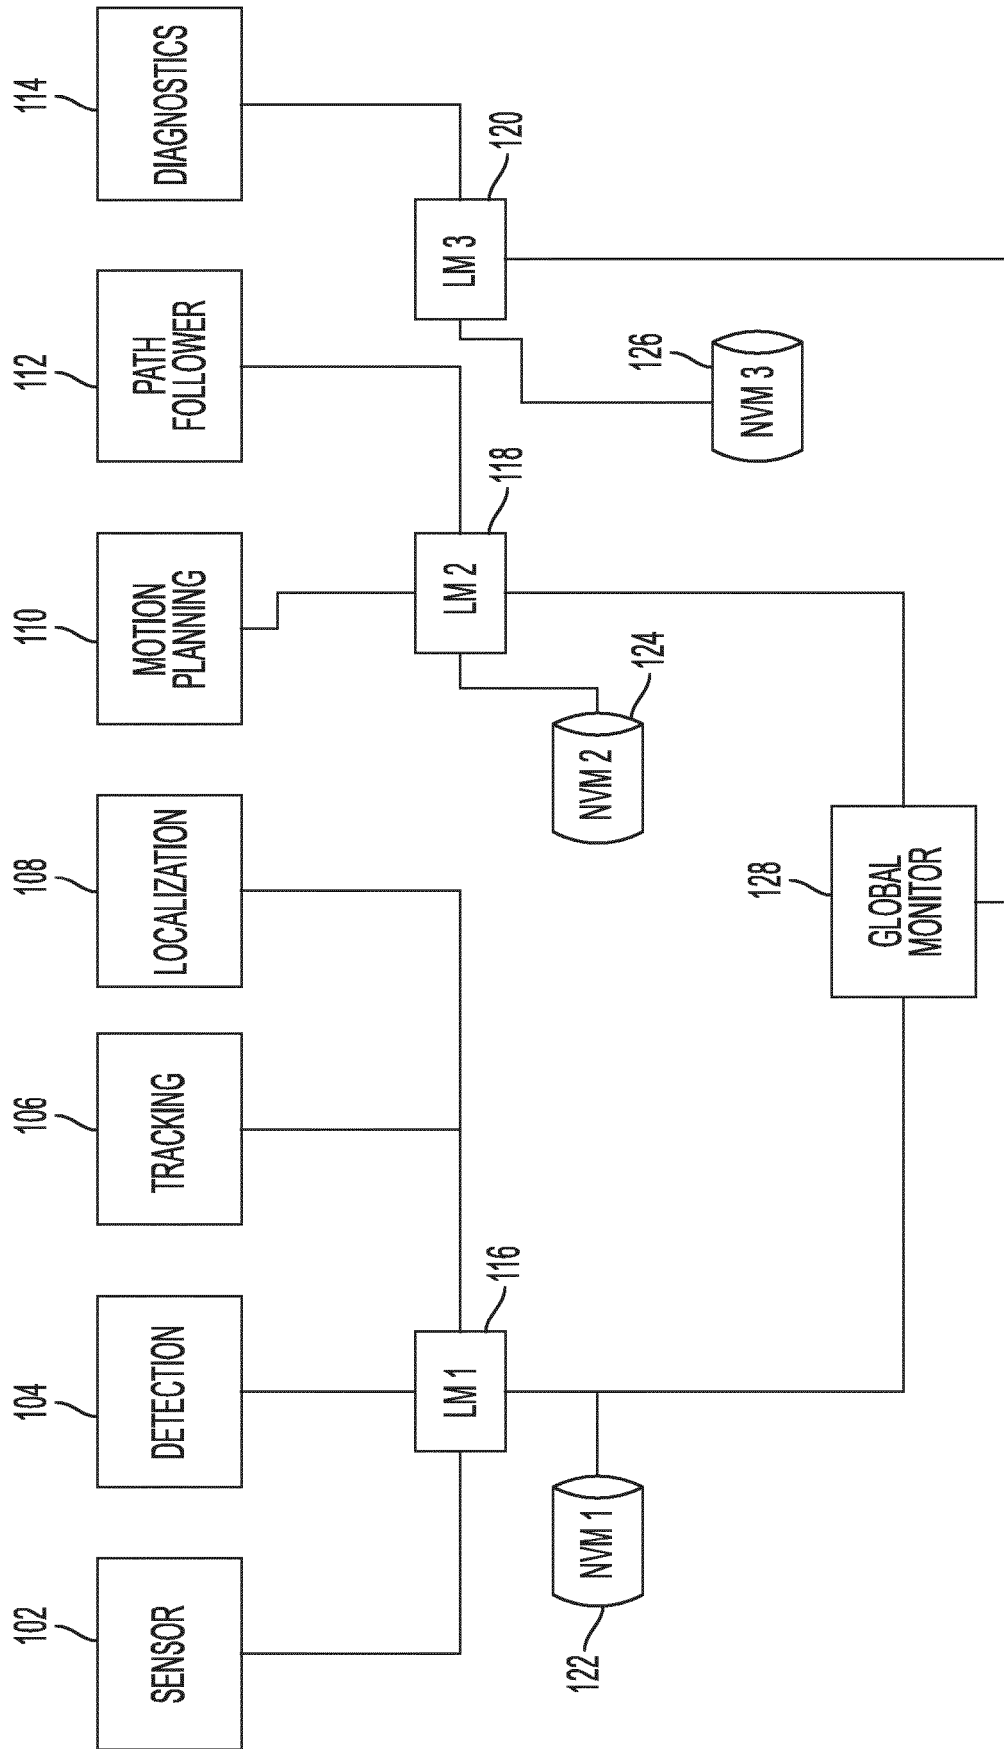 102
104
106
108
110
112
114
SENSOR
DETECTION
TRACKING
LOCALIZATION
MOTION
PLANNING
PATH
FOLLOWER
DIAGNOSTICS
LM 1
116
LM 2
118
LM 3
120
122
NVM 1
NVM 2
124
126
NVM 3
128
GLOBAL
MONITOR